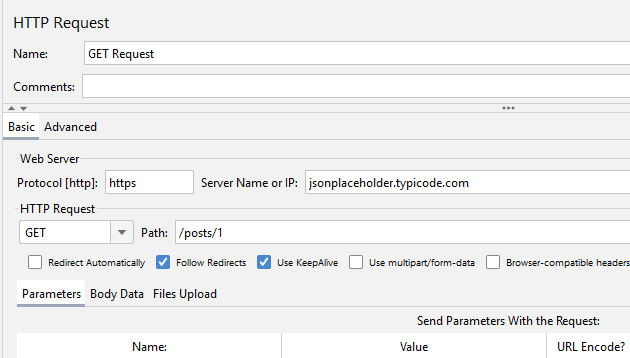 HTTP Request
Name: GET Request
Comments:
Basic Advanced
Web Server
Protocol [http]: https Server Name or IP: jsonplaceholder.typicode.com
HTTP Request
GET Path: /posts/1
Redirect Automatically Follow Redirects Use KeepAlive Use multipart/form-data Browser-compatible headers
Parameters Body Data Files Upload
Send Parameters With the Request:
Name: Value URL Encode?